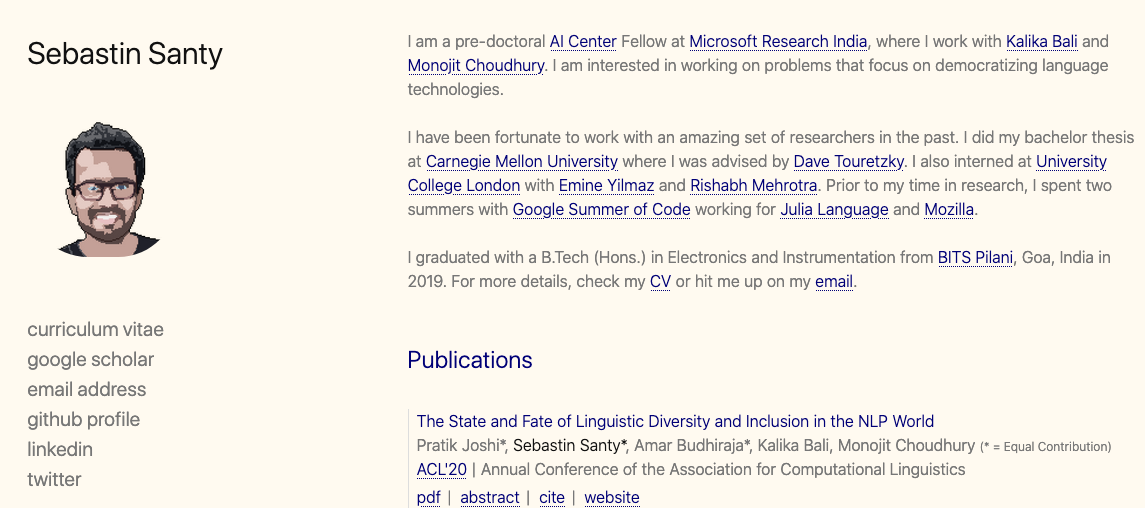 Sebastin Santy
curriculum vitae
google scholar
email address
github profile
linkedin
twitter
I am a pre-doctoral AI Center Fellow at Microsoft Research India, where I work with Kalika Bali and
Monojit Choudhury. I am interested in working on problems that focus on democratizing language
technologies.
I have been fortunate to work with an amazing set of researchers in the past. I did my bachelor thesis
at Carnegie Mellon University where I was advised by Dave Touretzky. I also interned at University
College London with Emine Yilmaz and Rishabh Mehrotra. Prior to my time in research, I spent two
summers with Google Summer of Code working for Julia Language and Mozilla.
I graduated with a B.Tech (Hons.) in Electronics and Instrumentation from BITS Pilani, Goa, India in
2019. For more details, check my CV or hit me up on my email.
Publications
The State and Fate of Linguistic Diversity and Inclusion in the NLP World
Pratik Joshi*, Sebastin Santy*, Amar Budhiraja*, Kalika Bali, Monojit Choudhury (* = Equal Contribution)
ACL'20 | Annual Conference of the Association for Computational Linguistics
pdf | abstract | cite | website